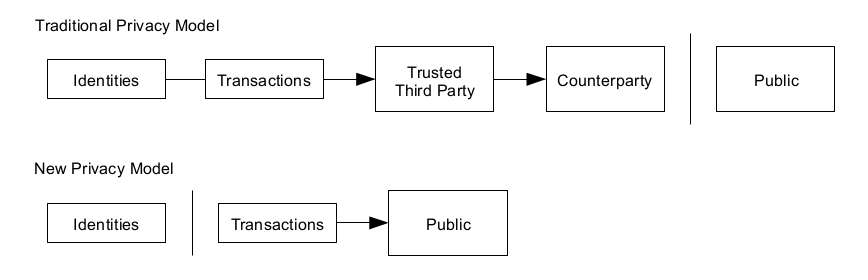 Traditional Privacy Model
Identities
Transactions
Trusted
Third Party
Counterparty
Public
New Privacy Model
Identities
Transactions
Public